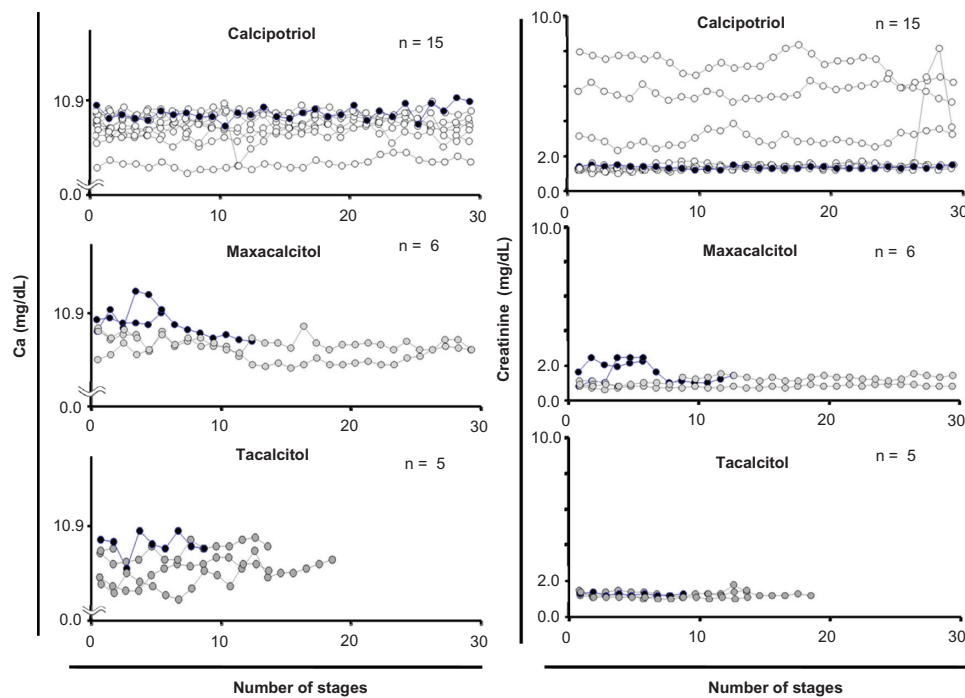 Calcipotriol
n = 15
10.9
0.0
0
10
20
30
Maxacalcitol
n = 6
10.9
0.0
0
10
20
30
Tacalcitol
n = 5
10.9
0.0
0
10
20
30
Ca (mg/dL)
Number of stages
10.0
Calcipotriol
n = 15
2.0
0.0
0
10
20
30
10.0
Maxacalcitol
n = 6
2.0
0.0
0
10
20
30
10.0
Tacalcitol
n = 5
2.0
0.0
0
10
20
30
Creatinine (mg/dL)
Number of stages